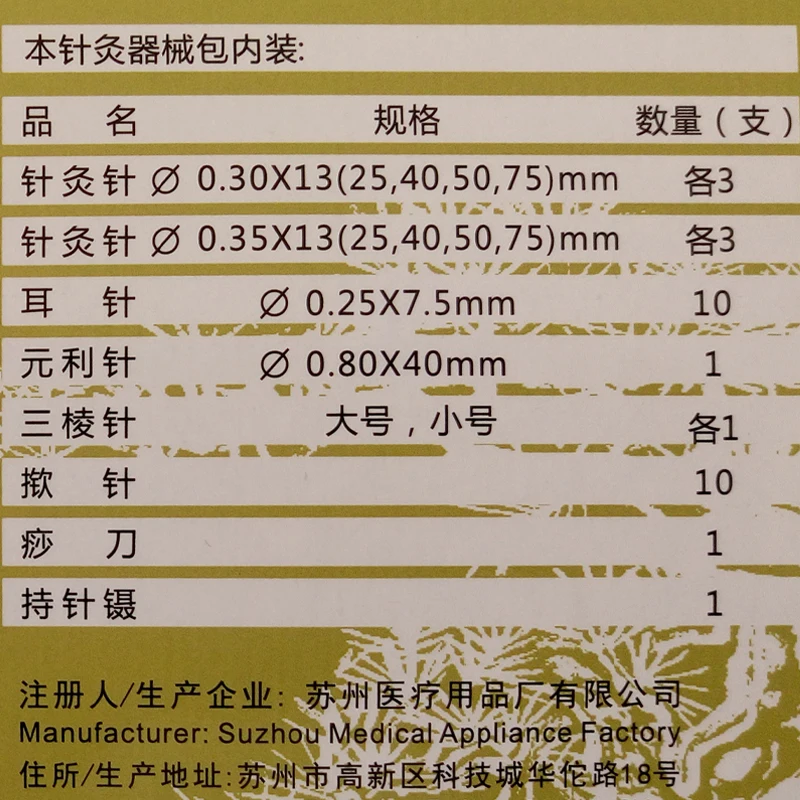 本针灸器械包内装:
品 名 规格 数量（支）
针灸针 Ø 0.30X13(25,40,50,75)mm 各3
针灸针 Ø 0.35X13(25,40,50,75)mm 各3
耳 针 Ø 0.25X7.5mm 10
元利针 Ø 0.80X40mm 1
三棱针 大号，小号 各1
揿 针 10
痧 刀 1
持针镊 1
注册人/生产企业: 苏州医疗用品厂有限公司
Manufacturer: Suzhou Medical Appliance Factory
住所/生产地址:苏州市高新区科技城华佗路18号